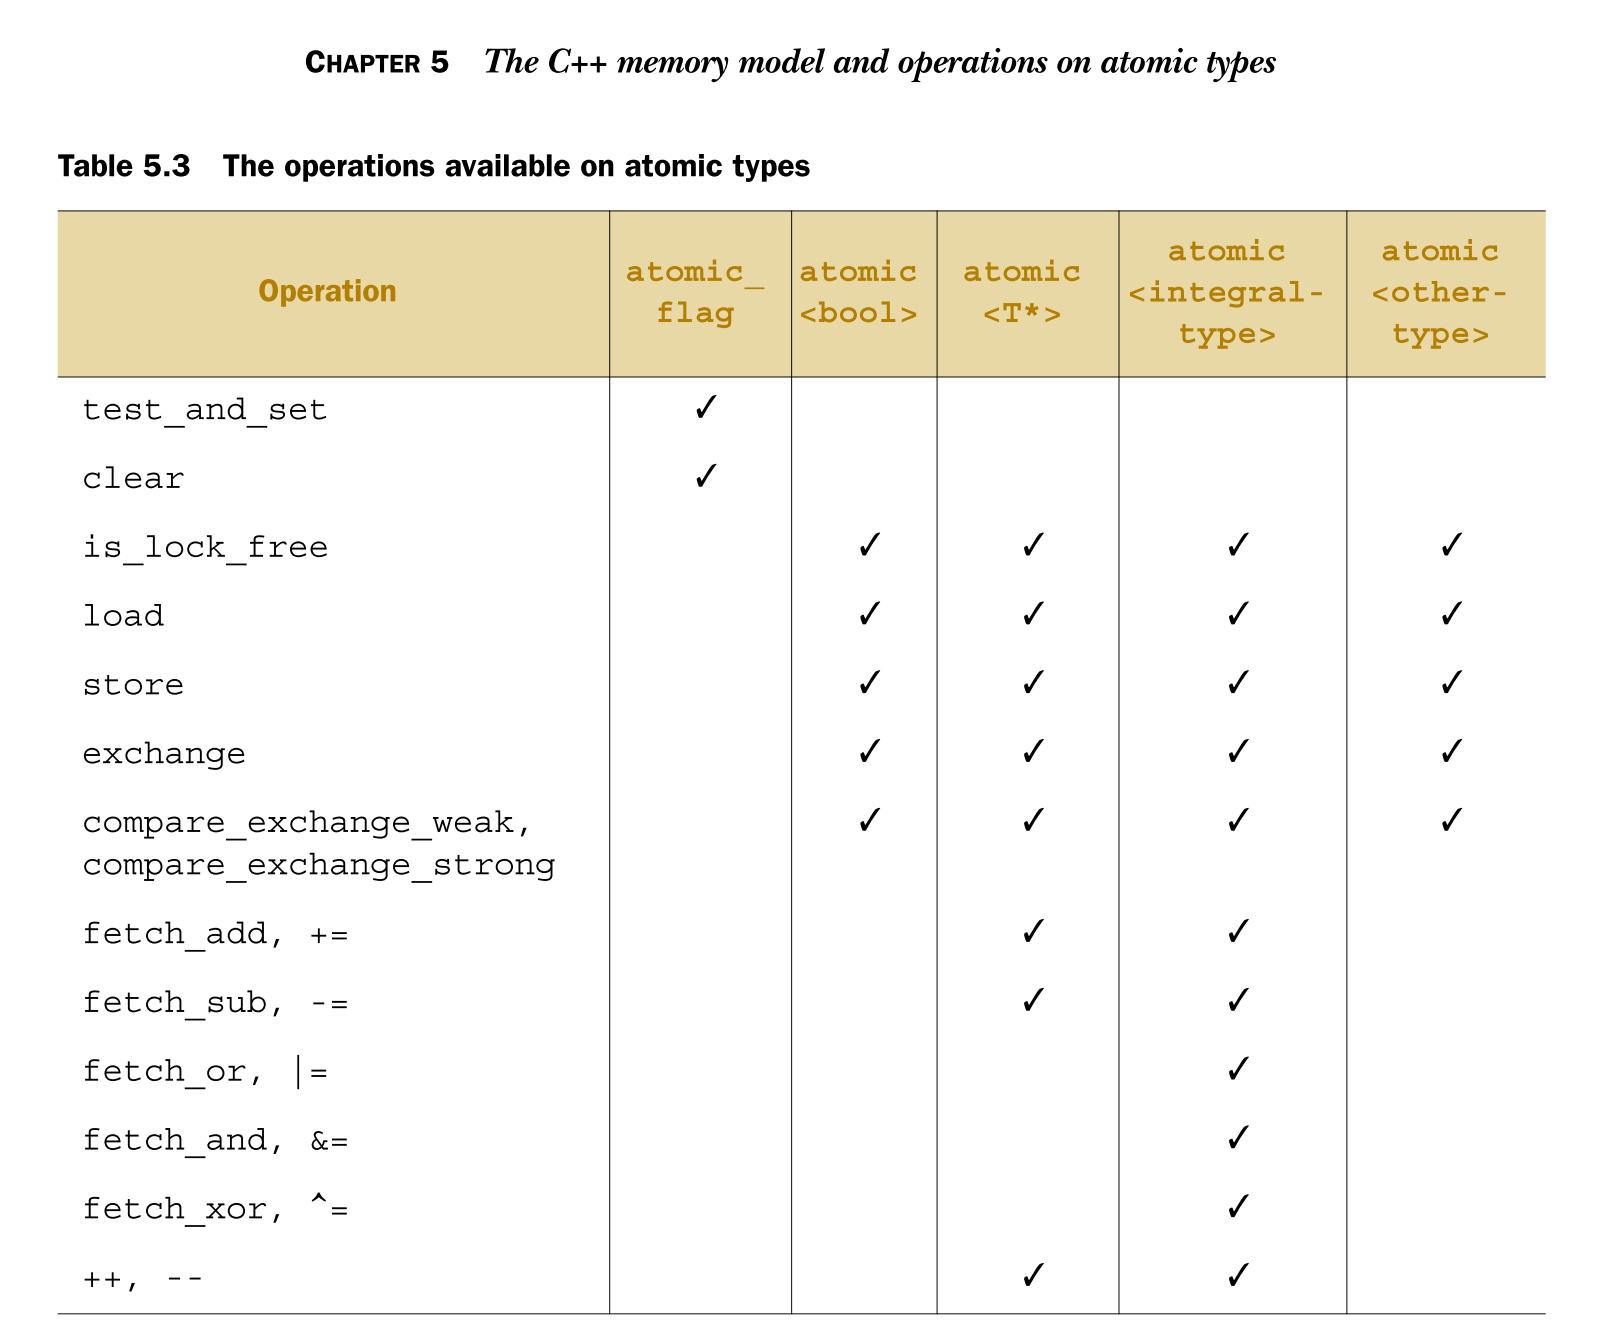 CHAPTER 5 The C++ memory model and operations on atomic types
Table 5.3 The operations available on atomic types
Operation
atomic_
flag
atomic
<bool>
atomic
<T*>
atomic
<integral-
type>
atomic
<other-
type>
test_and_set ✓
clear ✓
is_lock_free ✓ ✓ ✓ ✓
load ✓ ✓ ✓ ✓
store ✓ ✓ ✓ ✓
exchange ✓ ✓ ✓ ✓
compare_exchange_weak, ✓ ✓ ✓ ✓
compare_exchange_strong
fetch_add, += ✓ ✓
fetch_sub, -= ✓ ✓
fetch_or, |= ✓
fetch_and, &= ✓
fetch_xor, ^= ✓
++, -- ✓ ✓